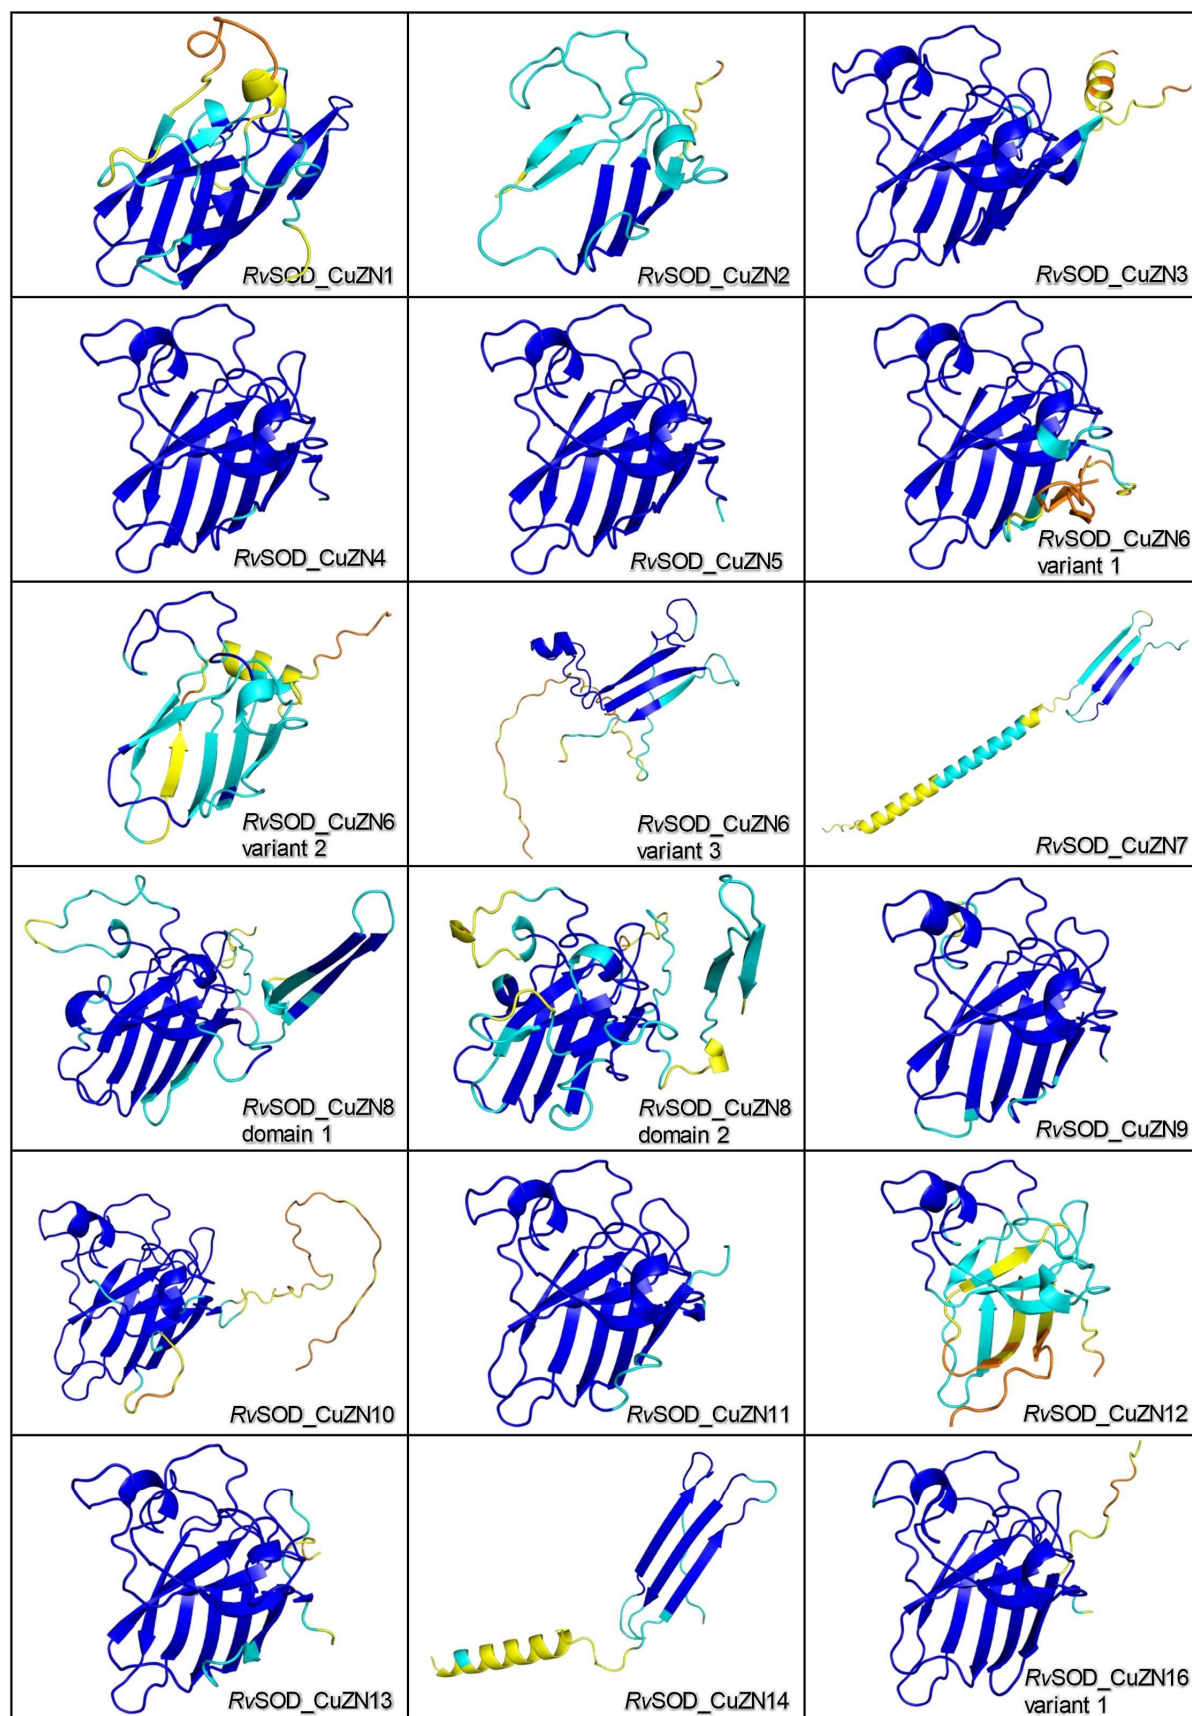 RvSOD_CuZN1
RvSOD_CuZN2
RvSOD_CuZN3
RvSOD_CuZN4
RvSOD_CuZN5
RvSOD_CuZN6
variant 1
RvSOD_CuZN6
variant 2
RvSOD_CuZN6
variant 3
RvSOD_CuZN7
RvSOD_CuZN8
domain 1
RvSOD_CuZN8
domain 2
RvSOD_CuZN9
RvSOD_CuZN10
RvSOD_CuZN11
RvSOD_CuZN12
RvSOD_CuZN13
RvSOD_CuZN14
RvSOD_CuZN16
variant 1